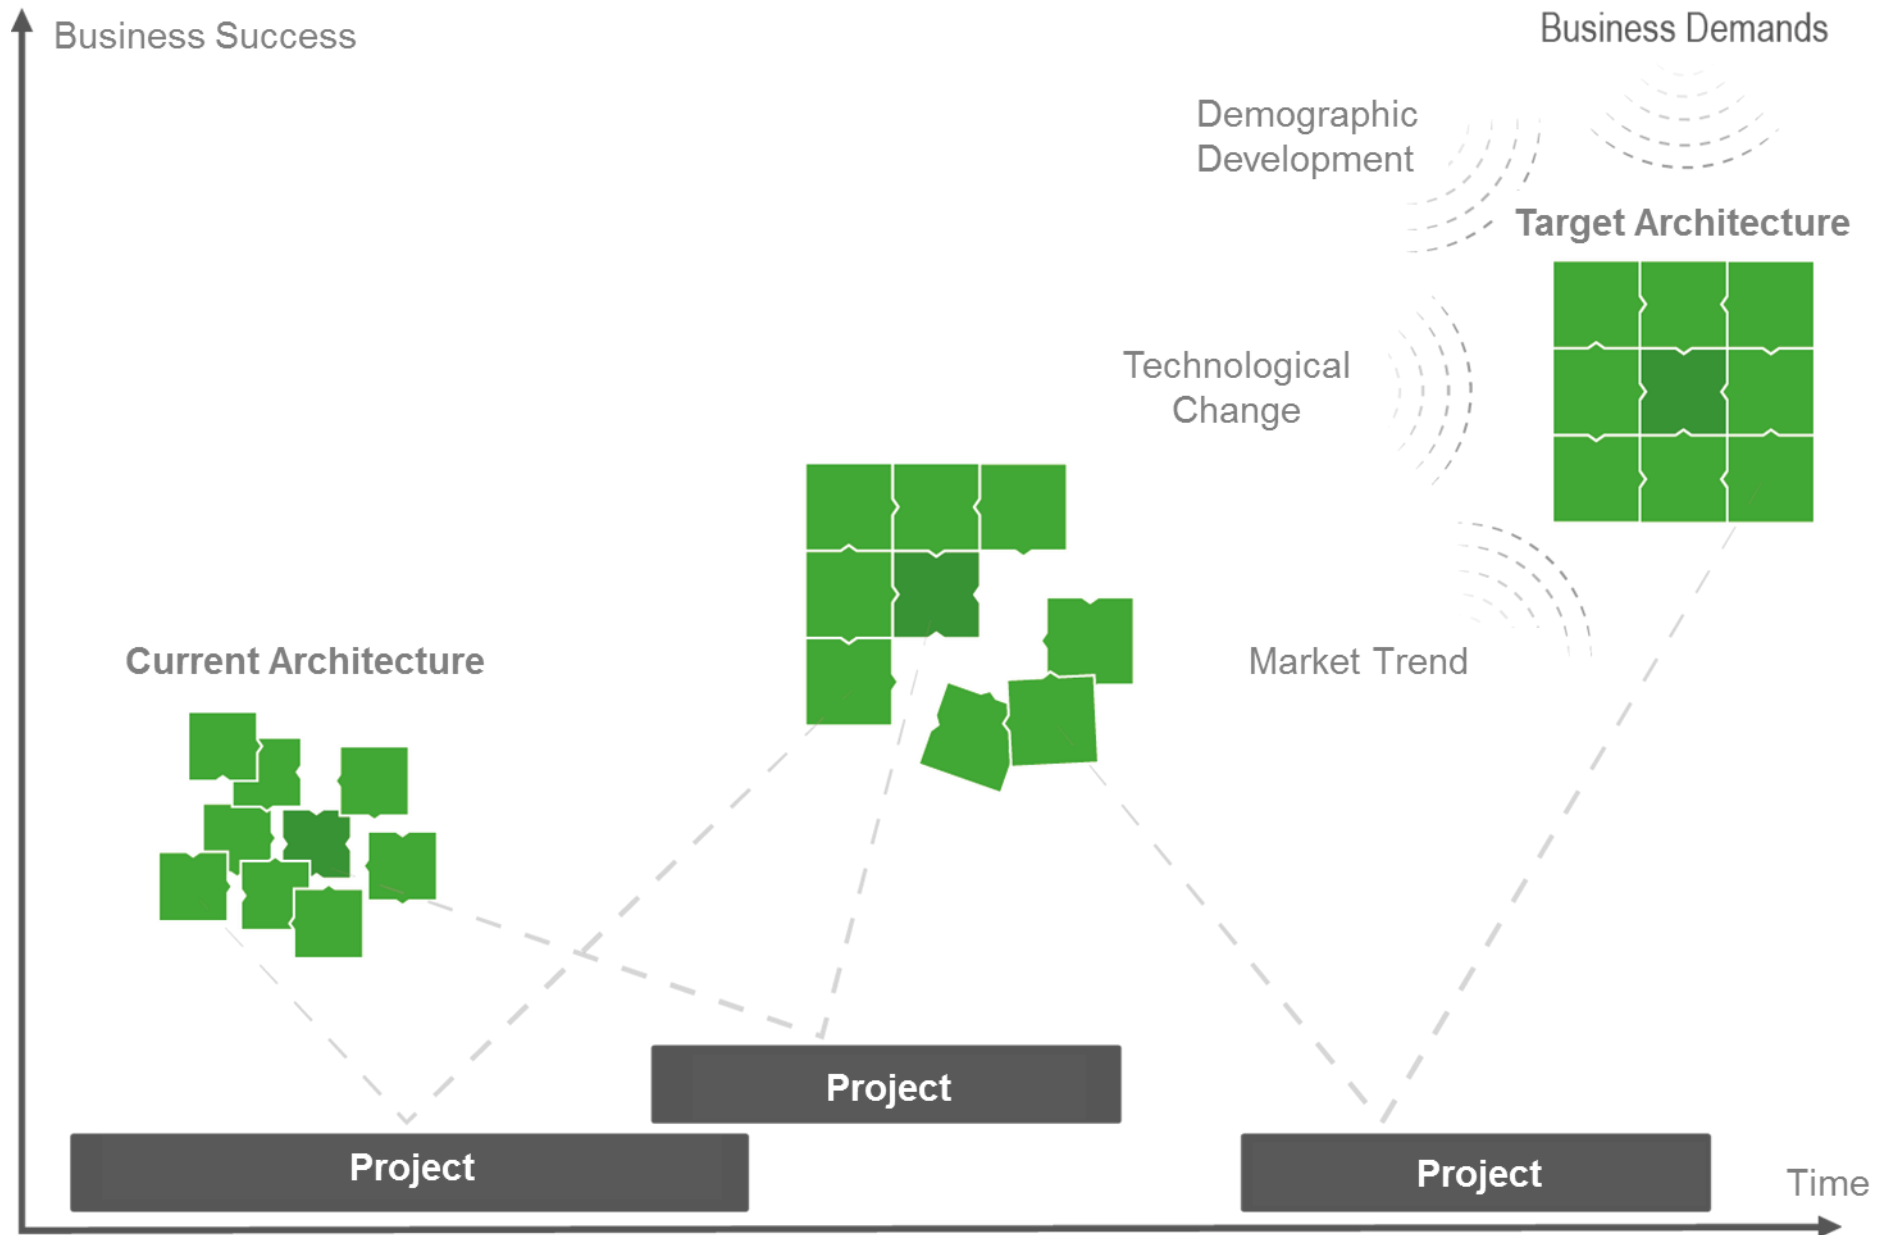 Business Success
Business Demands
Demographic
Development
Target Architecture
Technological
Change
Current Architecture
Market Trend
Project
Project
Project
Time